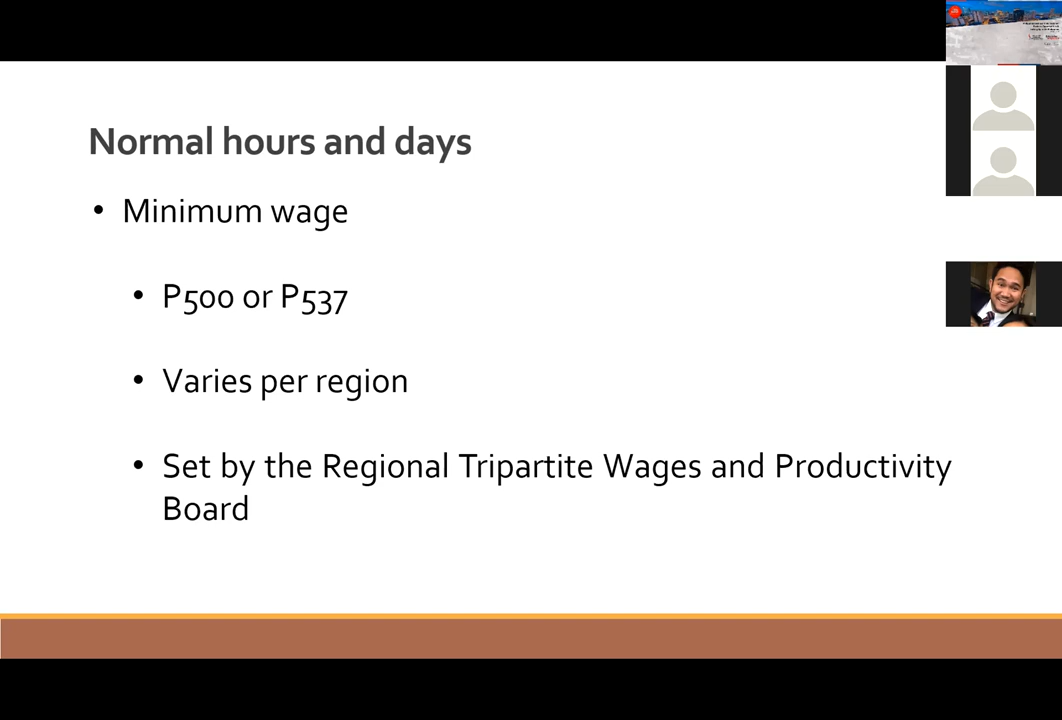 Normal hours and days
• Minimum wage
• P500 or P537
• Varies per region
• Set by the Regional Tripartite Wages and Productivity
Board